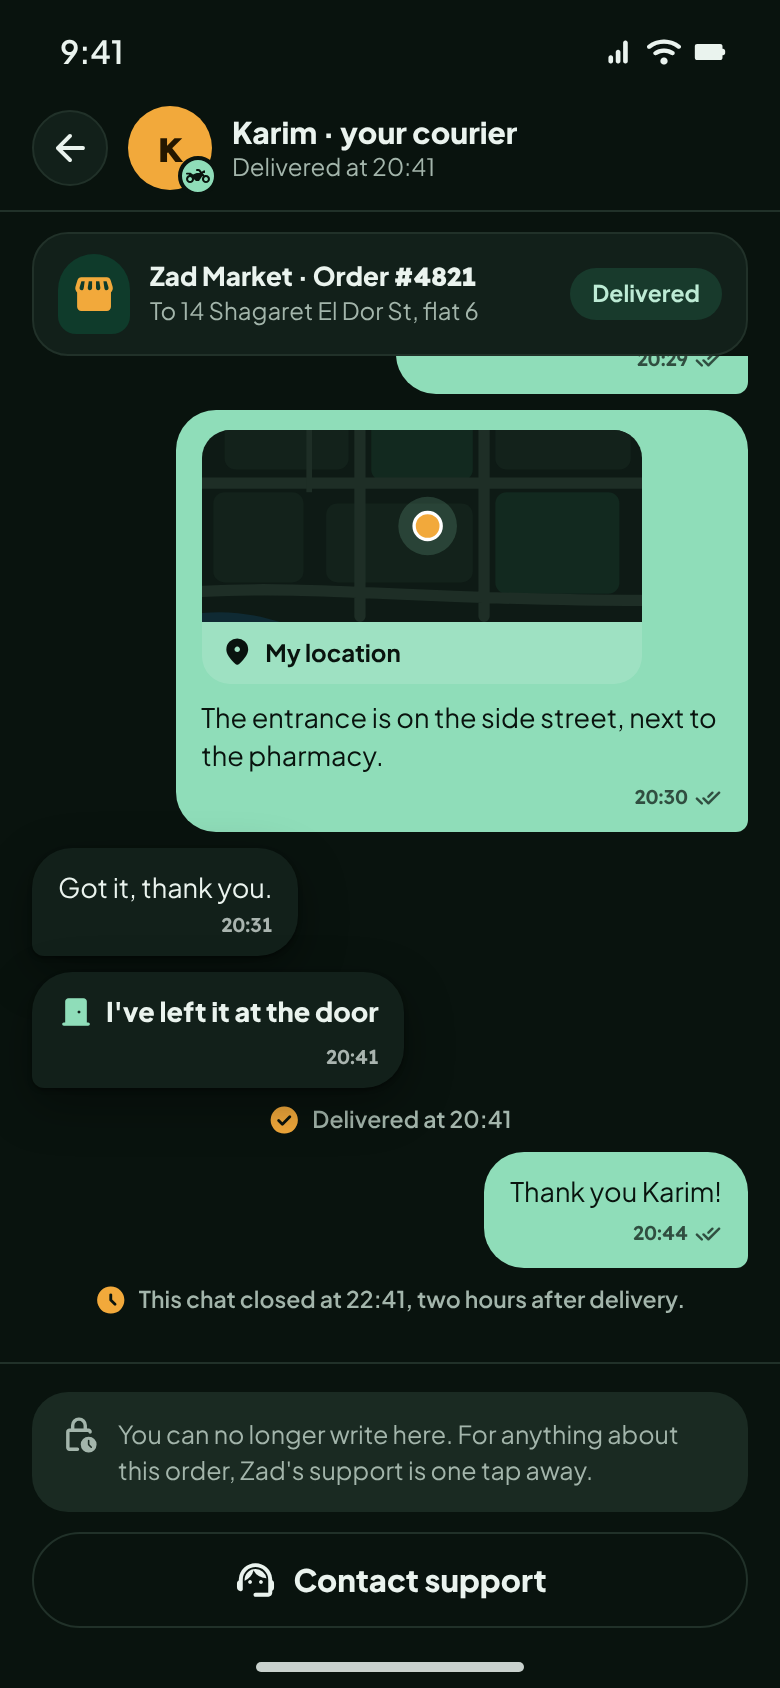 9:41
K
Karim · your courier
Delivered at 20:41
Zad Market · Order #4821
To 14 Shagaret El Dor St, flat 6
Delivered
20:29
My location
The entrance is on the side street, next to
the pharmacy.
20:30
Got it, thank you.
20:31
I've left it at the door
20:41
Delivered at 20:41
Thank you Karim!
20:44
This chat closed at 22:41, two hours after delivery.
You can no longer write here. For anything about
this order, Zad's support is one tap away.
Contact support